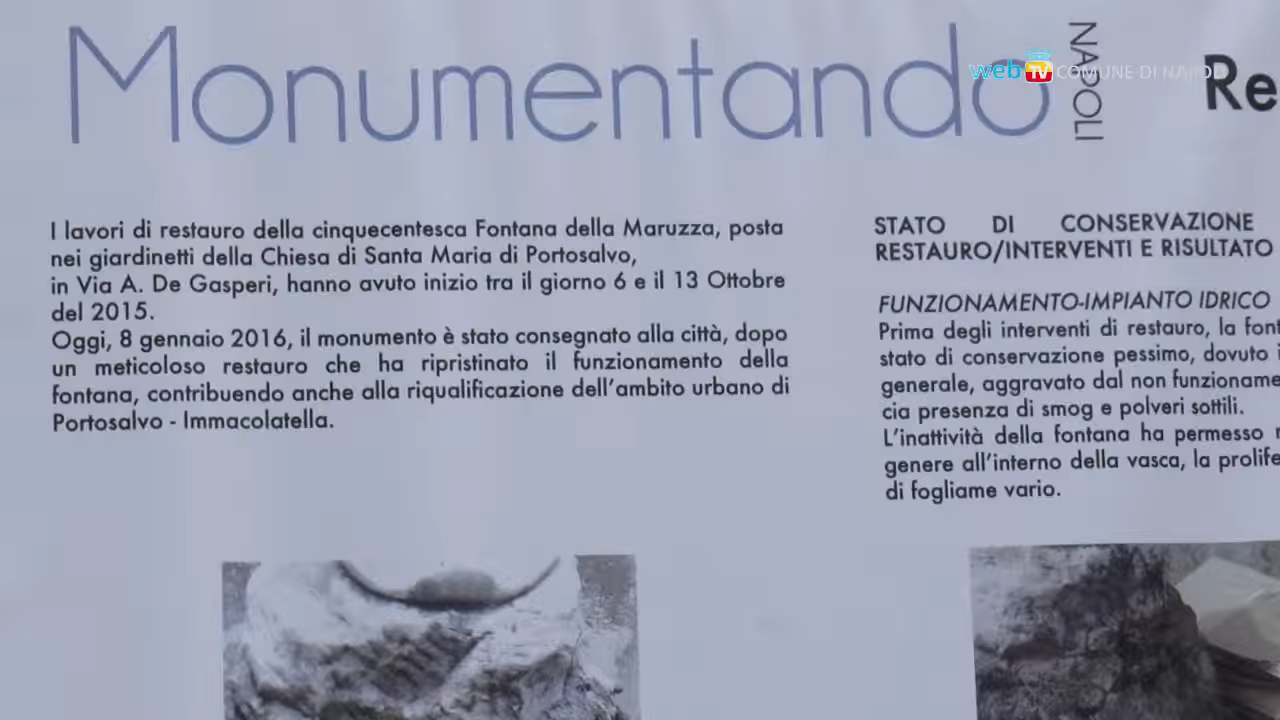 Monumentando
NAPOLI
web TV COMUNE DI NAPOLI
Re
I lavori di restauro della cinquecentesca Fontana della Maruzza, posta
nei giardinetti della Chiesa di Santa Maria di Portosalvo,
in Via A. De Gasperi, hanno avuto inizio tra il giorno 6 e il 13 Ottobre
del 2015.
Oggi, 8 gennaio 2016, il monumento è stato consegnato alla città, dopo
un meticoloso restauro che ha ripristinato il funzionamento della
fontana, contribuendo anche alla riqualificazione dell'ambito urbano di
Portosalvo - Immacolatella.
STATO DI CONSERVAZIONE
RESTAURO/INTERVENTI E RISULTATO
FUNZIONAMENTO-IMPIANTO IDRICO
Prima degli interventi di restauro, la font
stato di conservazione pessimo, dovuto
generale, aggravato dal non funzioname
cia presenza di smog e polveri sottili.
L'inattività della fontana ha permesso
genere all'interno della vasca, la prolife
di fogliame vario.